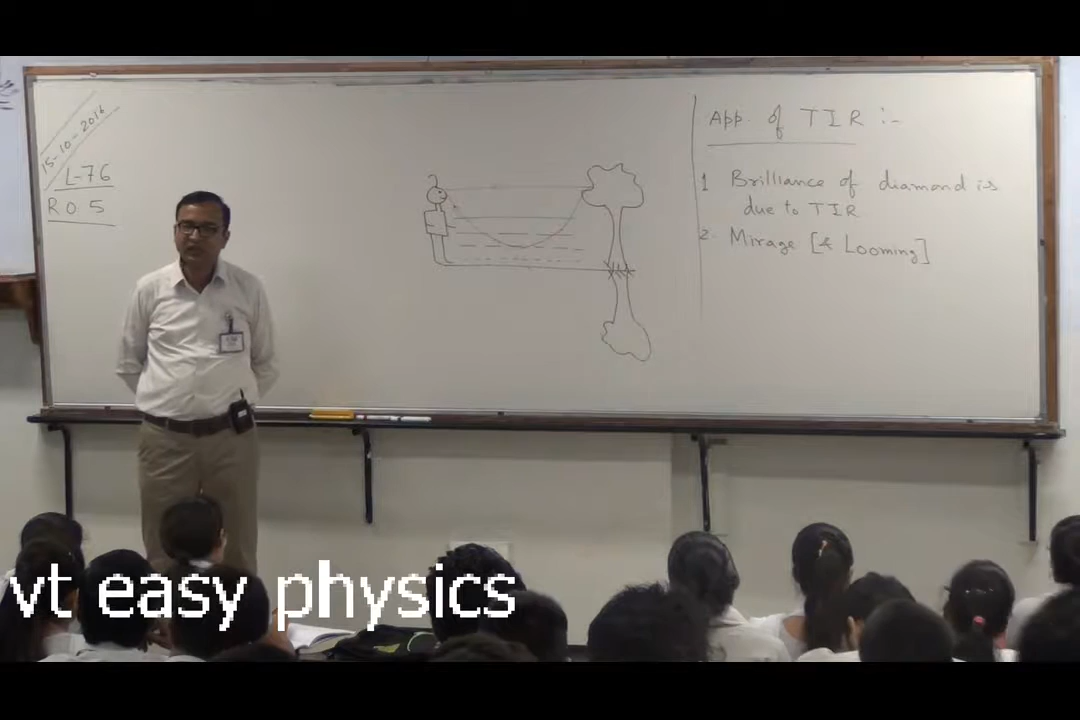 15-10-2016
L-76
R05
App. of TIR :-
1 Brilliance of diamond is
due to TIR
2. Mirage [& Looming]
vt easy physics